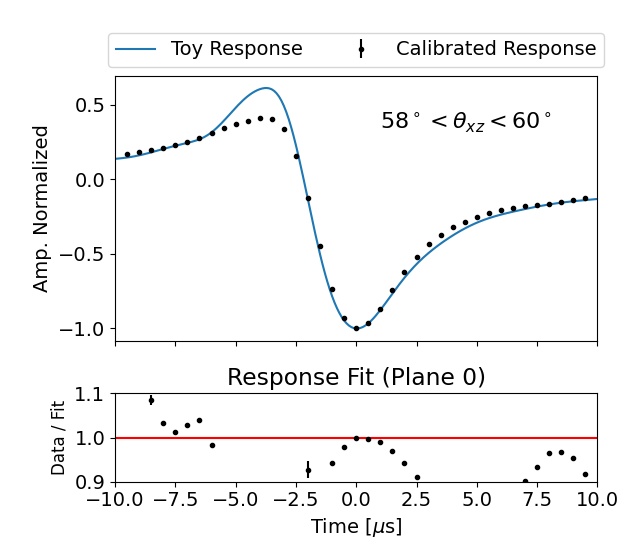 Toy Response Calibrated Response
0.5
0.0
−0.5
−1.0
Amp. Normalized
58° < θxz < 60°
Response Fit (Plane 0)
1.1
1.0
0.9
Data / Fit
−10.0 −7.5 −5.0 −2.5 0.0 2.5 5.0 7.5 10.0
Time [μs]